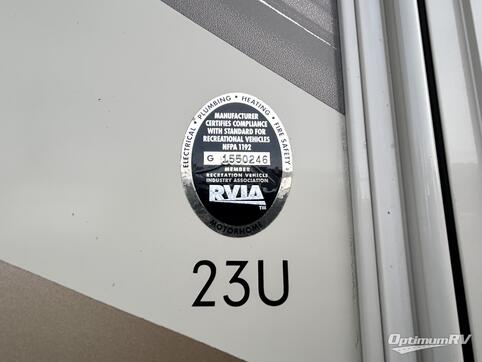 ELECTRICAL • PLUMBING • HEATING • FIRE SAFETY •
MANUFACTURER
CERTIFIES COMPLIANCE
WITH STANDARD FOR
RECREATIONAL VEHICLES
NFPA 1192
G 1550246
MEMBER
RECREATION VEHICLE
INDUSTRY ASSOCIATION
RVIA
TM
MOTORHOME
23U
OptimumRV